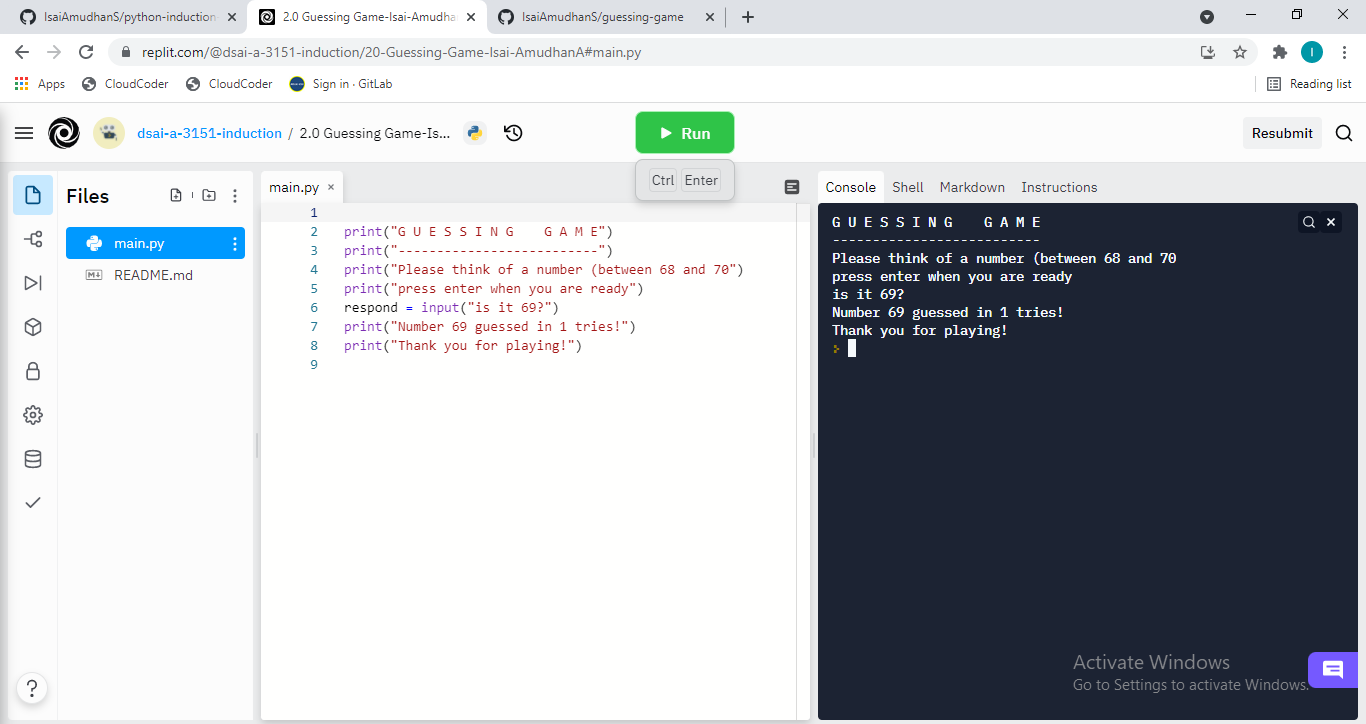 IsaiAmudhanS/python-induction
2.0 Guessing Game-Isai-Amudha
IsaiAmudhanS/guessing-game
replit.com/@dsai-a-3151-induction/20-Guessing-Game-Isai-AmudhanA#main.py
I
Apps
CloudCoder
CloudCoder
Sign in · GitLab
Reading list
dsai-a-3151-induction / 2.0 Guessing Game-Is...
Run
Resubmit
Ctrl Enter
Files
main.py
README.md
main.py
1
2 print("G U E S S I N G    G A M E")
3 print("--------------------------")
4 print("Please think of a number (between 68 and 70")
5 print("press enter when you are ready")
6 respond = input("is it 69?")
7 print("Number 69 guessed in 1 tries!")
8 print("Thank you for playing!")
9
Console Shell Markdown Instructions
G U E S S I N G    G A M E
--------------------------
Please think of a number (between 68 and 70
press enter when you are ready
is it 69?
Number 69 guessed in 1 tries!
Thank you for playing!
Activate Windows
Go to Settings to activate Windows.
?